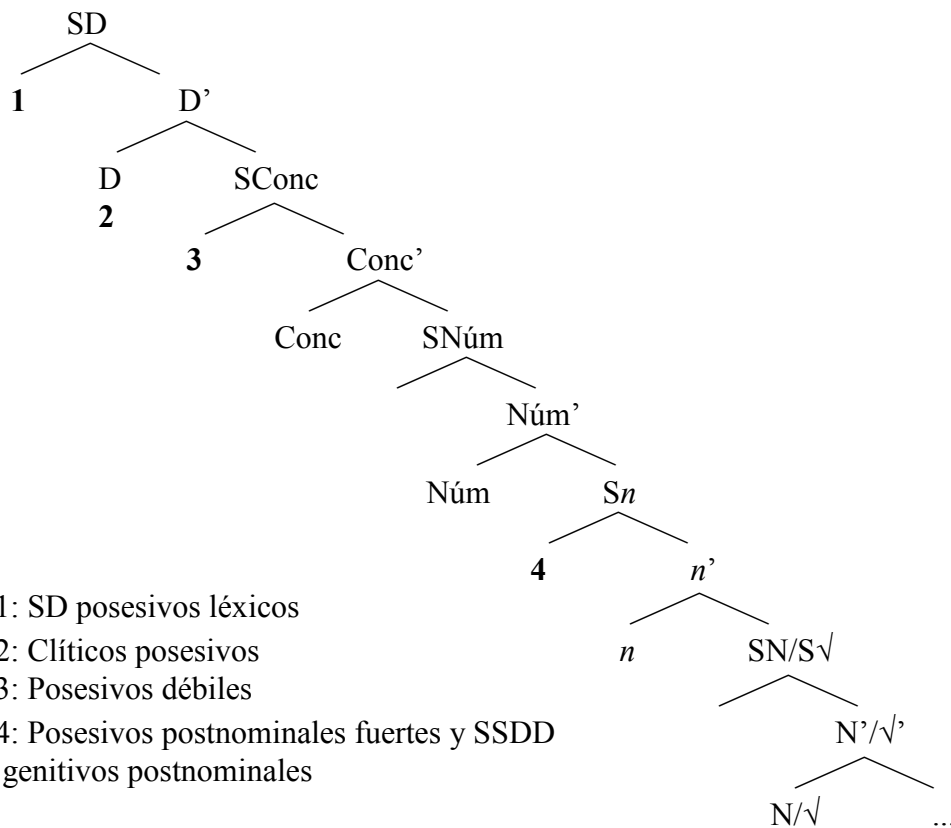 SD
1 D’
D SConc
2
3 Conc’
Conc SNúm
Núm’
Núm Sn
4 n’
1: SD posesivos léxicos
2: Clíticos posesivos n SN/S√
3: Posesivos débiles
4: Posesivos postnominales fuertes y SSDD N’/√’
genitivos postnominales
N/√ ...